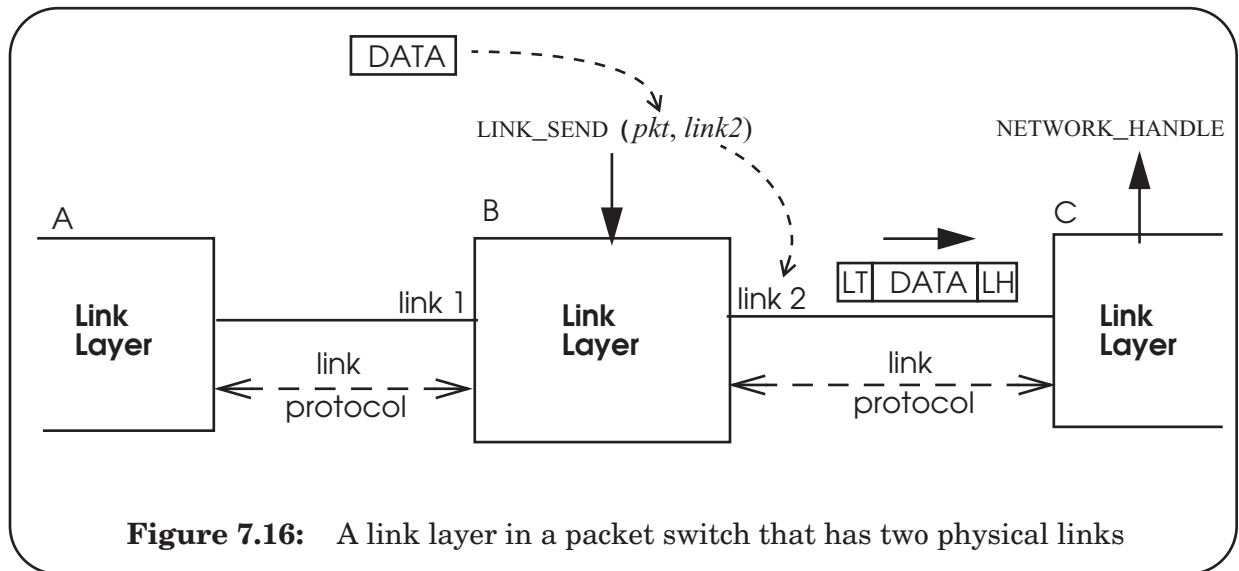 DATA
LINK_SEND (pkt, link2)
NETWORK_HANDLE
A
B
C
Link
Layer
link 1
Link
Layer
link 2
LT DATA LH
Link
Layer
link
protocol
link
protocol
Figure 7.16: A link layer in a packet switch that has two physical links